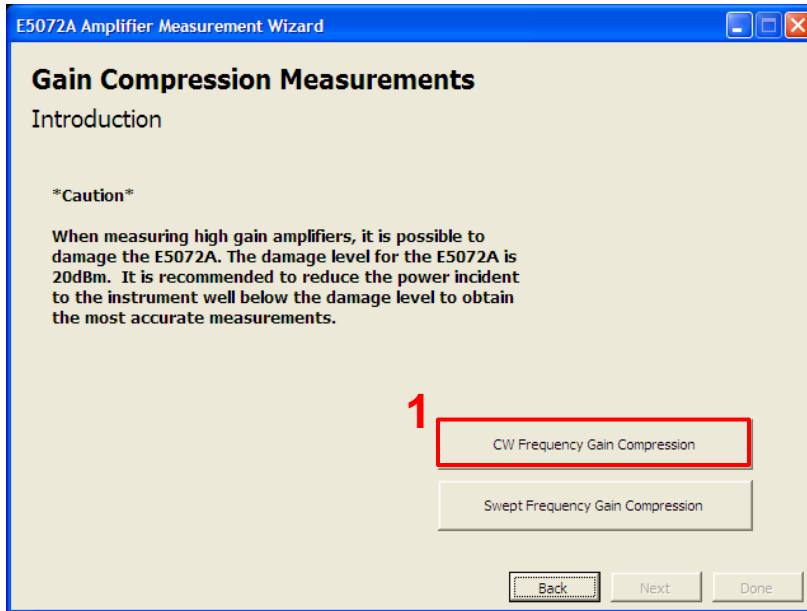 E5072A Amplifier Measurement Wizard
Gain Compression Measurements
Introduction
*Caution*
When measuring high gain amplifiers, it is possible to
damage the E5072A. The damage level for the E5072A is
20dBm.  It is recommended to reduce the power incident
to the instrument well below the damage level to obtain
the most accurate measurements.
1
CW Frequency Gain Compression
Swept Frequency Gain Compression
Back Next Done